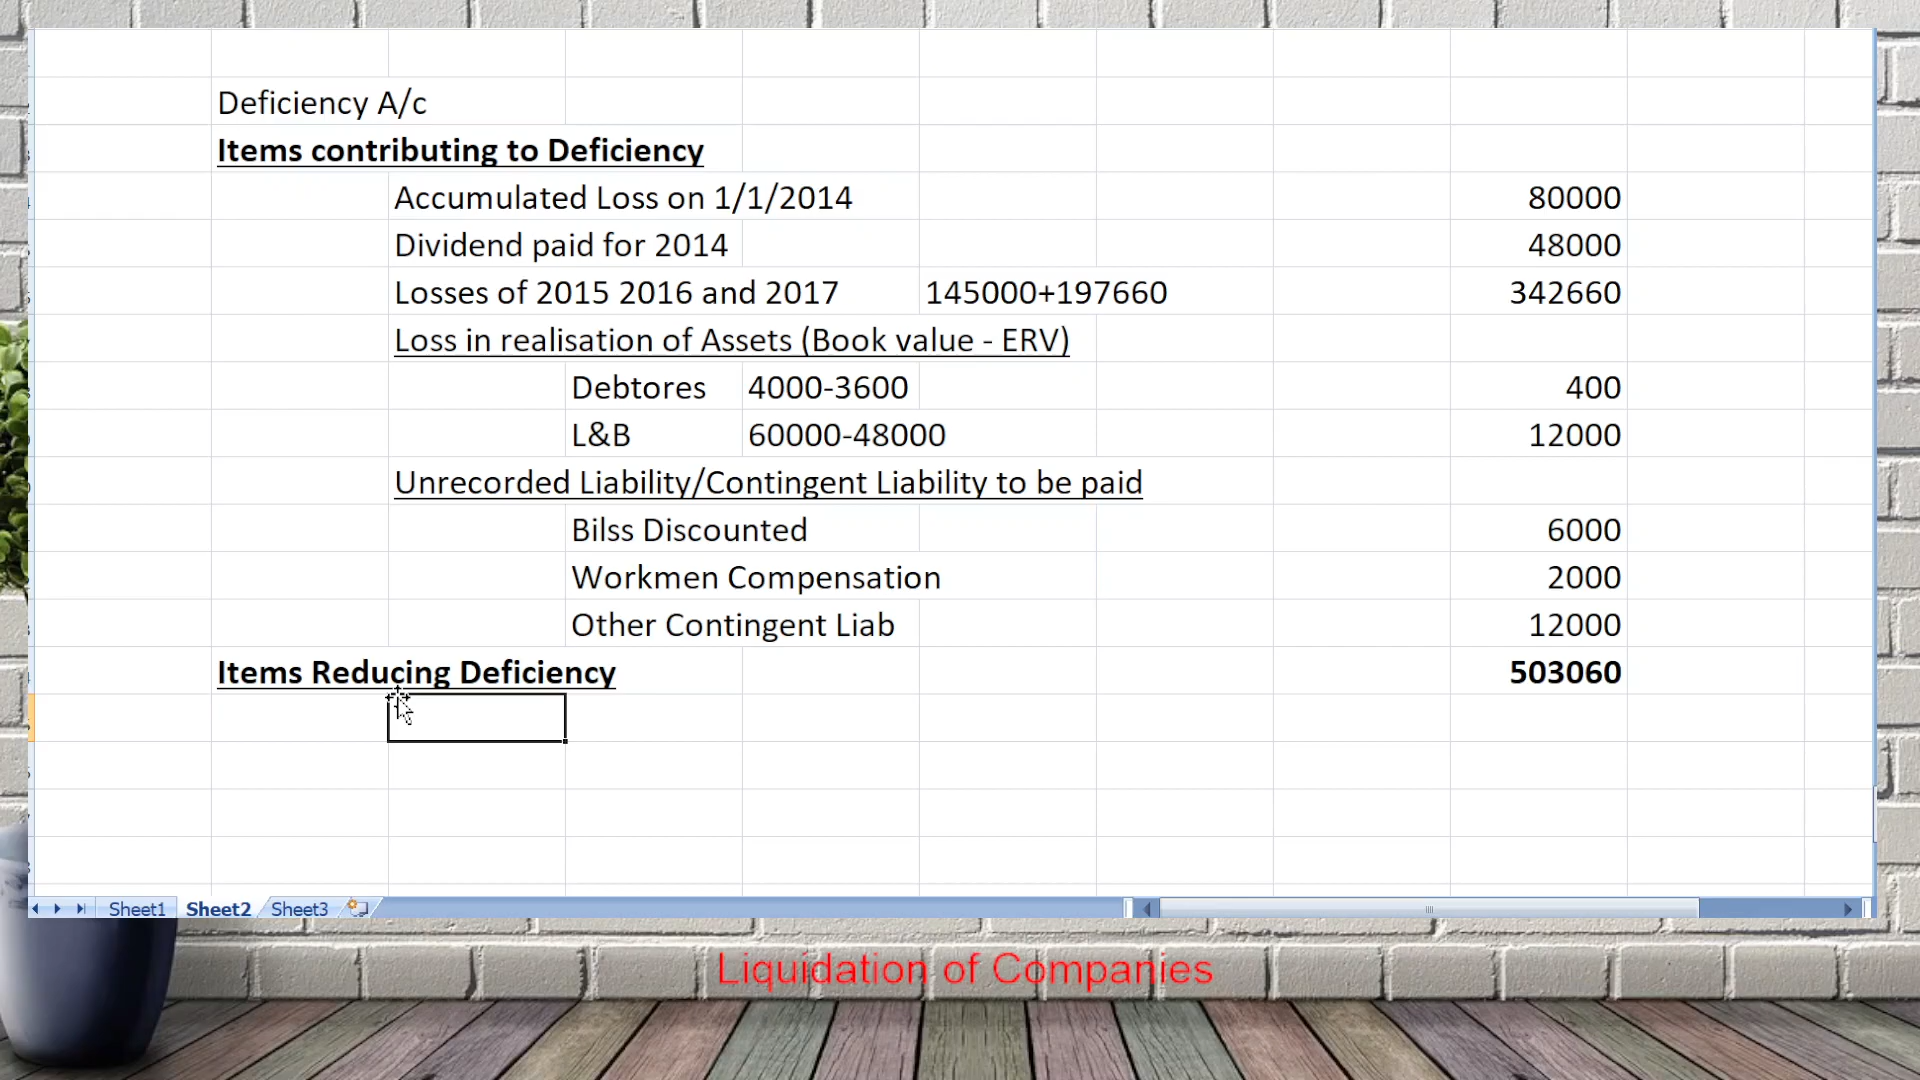 Deficiency A/c
Items contributing to Deficiency
Accumulated Loss on 1/1/2014 80000
Dividend paid for 2014 48000
Losses of 2015 2016 and 2017 145000+197660 342660
Loss in realisation of Assets (Book value - ERV)
Debtores 4000-3600 400
L&B 60000-48000 12000
Unrecorded Liability/Contingent Liability to be paid
Bilss Discounted 6000
Workmen Compensation 2000
Other Contingent Liab 12000
Items Reducing Deficiency 503060
Sheet1 Sheet2 Sheet3
Liquidation of Companies